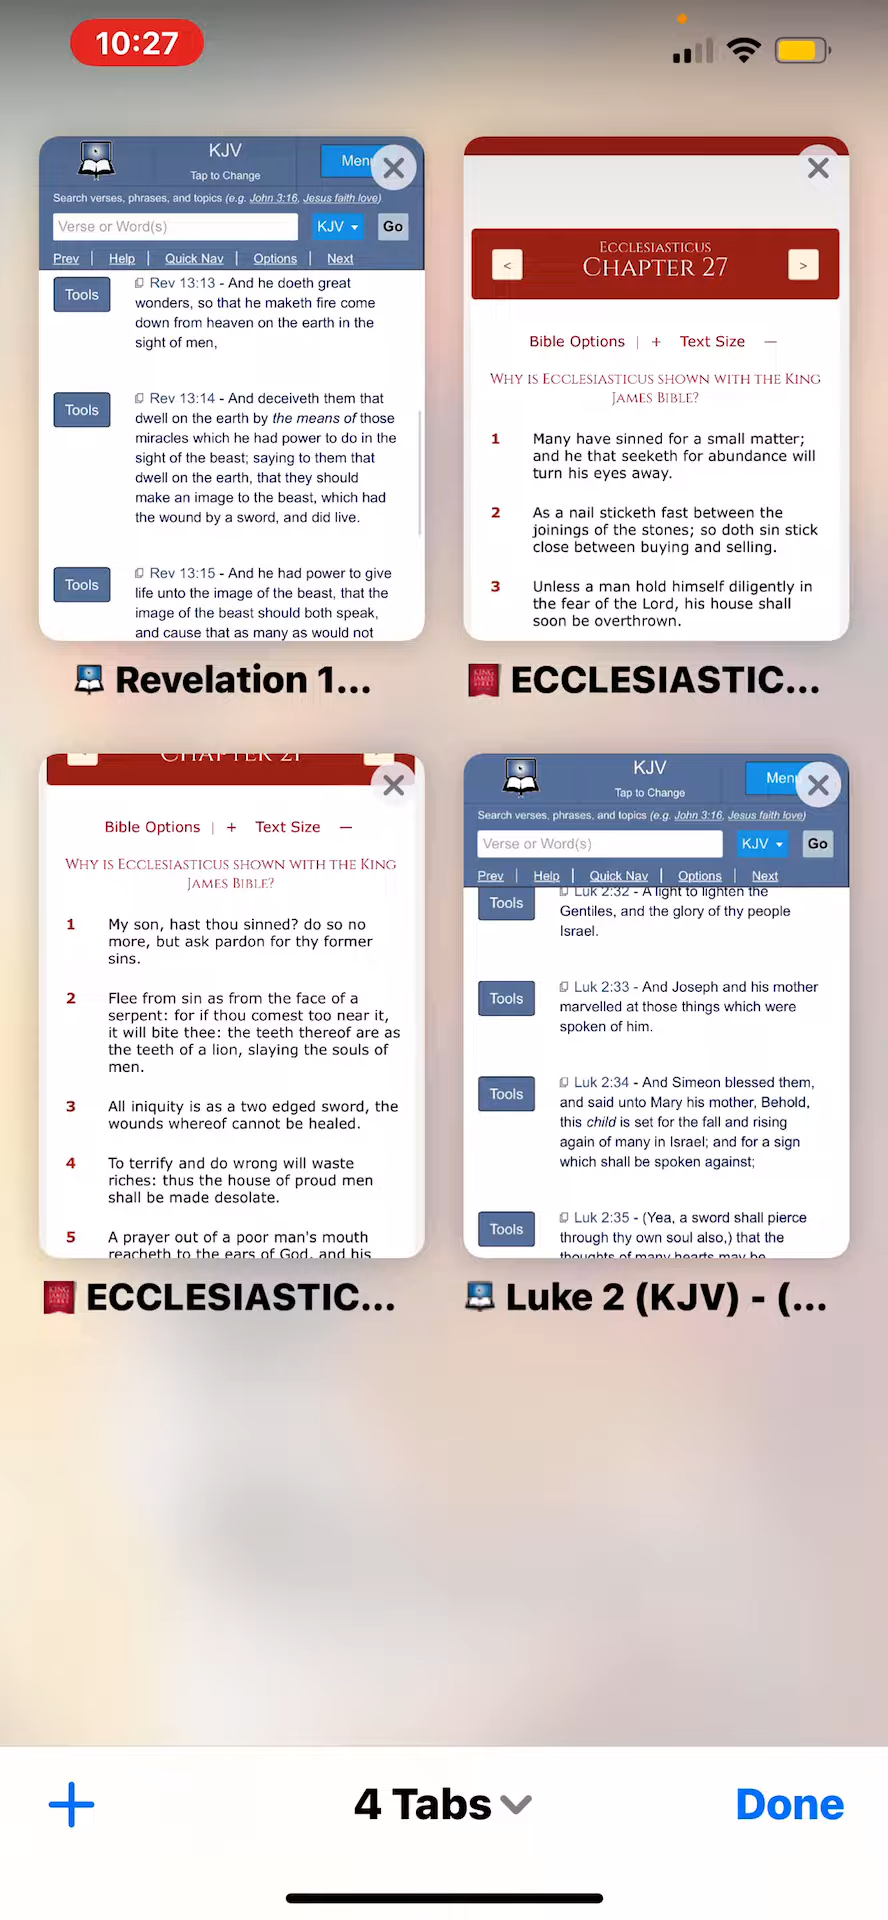 10:27
KJV
Tap to Change
Menu
Search verses, phrases, and topics (e.g. John 3:16, Jesus faith love)
Verse or Word(s)
KJV
Go
Prev | Help | Quick Nav | Options | Next
Tools
Rev 13:13 - And he doeth great
wonders, so that he maketh fire come
down from heaven on the earth in the
sight of men,
Tools
Rev 13:14 - And deceiveth them that
dwell on the earth by the means of those
miracles which he had power to do in the
sight of the beast; saying to them that
dwell on the earth, that they should
make an image to the beast, which had
the wound by a sword, and did live.
Tools
Rev 13:15 - And he had power to give
life unto the image of the beast, that the
image of the beast should both speak,
and cause that as many as would not
Revelation 1...
Ecclesiasticus
Chapter 27
< >
Bible Options | + Text Size —
Why is Ecclesiasticus shown with the King
James Bible?
1 Many have sinned for a small matter;
and he that seeketh for abundance will
turn his eyes away.
2 As a nail sticketh fast between the
joinings of the stones; so doth sin stick
close between buying and selling.
3 Unless a man hold himself diligently in
the fear of the Lord, his house shall
soon be overthrown.
ECCLESIASTIC...
Chapter 21
Bible Options | + Text Size —
Why is Ecclesiasticus shown with the King
James Bible?
1 My son, hast thou sinned? do so no
more, but ask pardon for thy former
sins.
2 Flee from sin as from the face of a
serpent: for if thou comest too near it,
it will bite thee: the teeth thereof are as
the teeth of a lion, slaying the souls of
men.
3 All iniquity is as a two edged sword, the
wounds whereof cannot be healed.
4 To terrify and do wrong will waste
riches: thus the house of proud men
shall be made desolate.
5 A prayer out of a poor man's mouth
reacheth to the ears of God, and his
ECCLESIASTIC...
KJV
Tap to Change
Menu
Search verses, phrases, and topics (e.g. John 3:16, Jesus faith love)
Verse or Word(s)
KJV
Go
Prev | Help | Quick Nav | Options | Next
Tools
Luk 2:32 - A light to lighten the
Gentiles, and the glory of thy people
Israel.
Tools
Luk 2:33 - And Joseph and his mother
marvelled at those things which were
spoken of him.
Tools
Luk 2:34 - And Simeon blessed them,
and said unto Mary his mother, Behold,
this child is set for the fall and rising
again of many in Israel; and for a sign
which shall be spoken against;
Tools
Luk 2:35 - (Yea, a sword shall pierce
through thy own soul also,) that the
thoughts of many hearts may be
Luke 2 (KJV) - (...
4 Tabs
Done